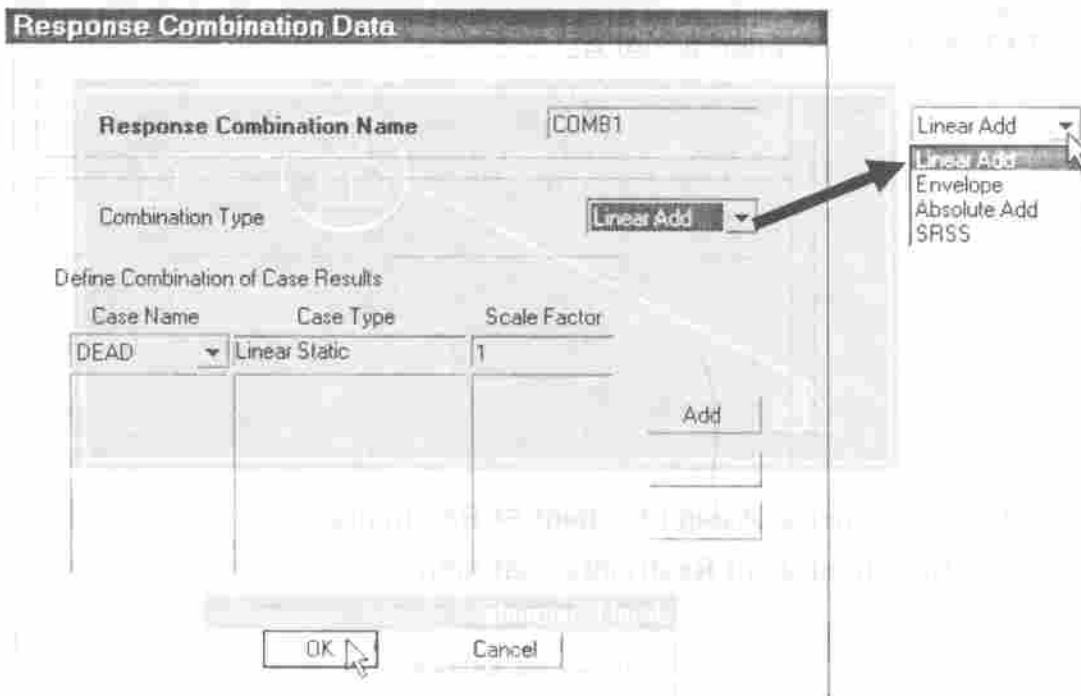 Response Combination Data
Response Combination Name COMB1
Combination Type Linear Add
Linear Add
Linear Add
Envelope
Absolute Add
SRSS
Define Combination of Case Results
Case Name Case Type Scale Factor
DEAD Linear Static 1
Add
OK Cancel